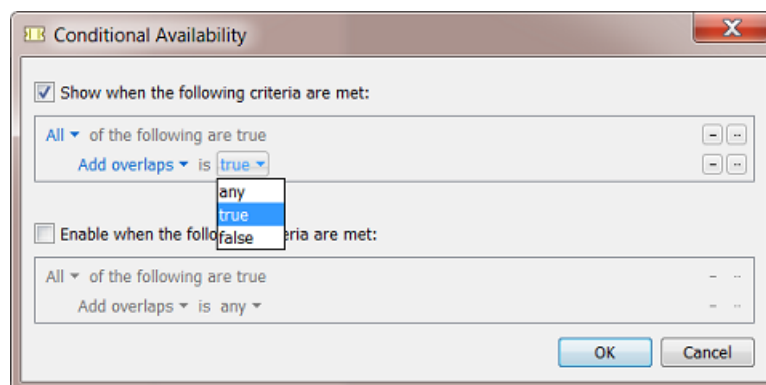 Conditional Availability
Show when the following criteria are met:
All of the following are true
Add overlaps is true
any
true
false
Enable when the follo eria are met:
All of the following are true
Add overlaps is any
OK Cancel